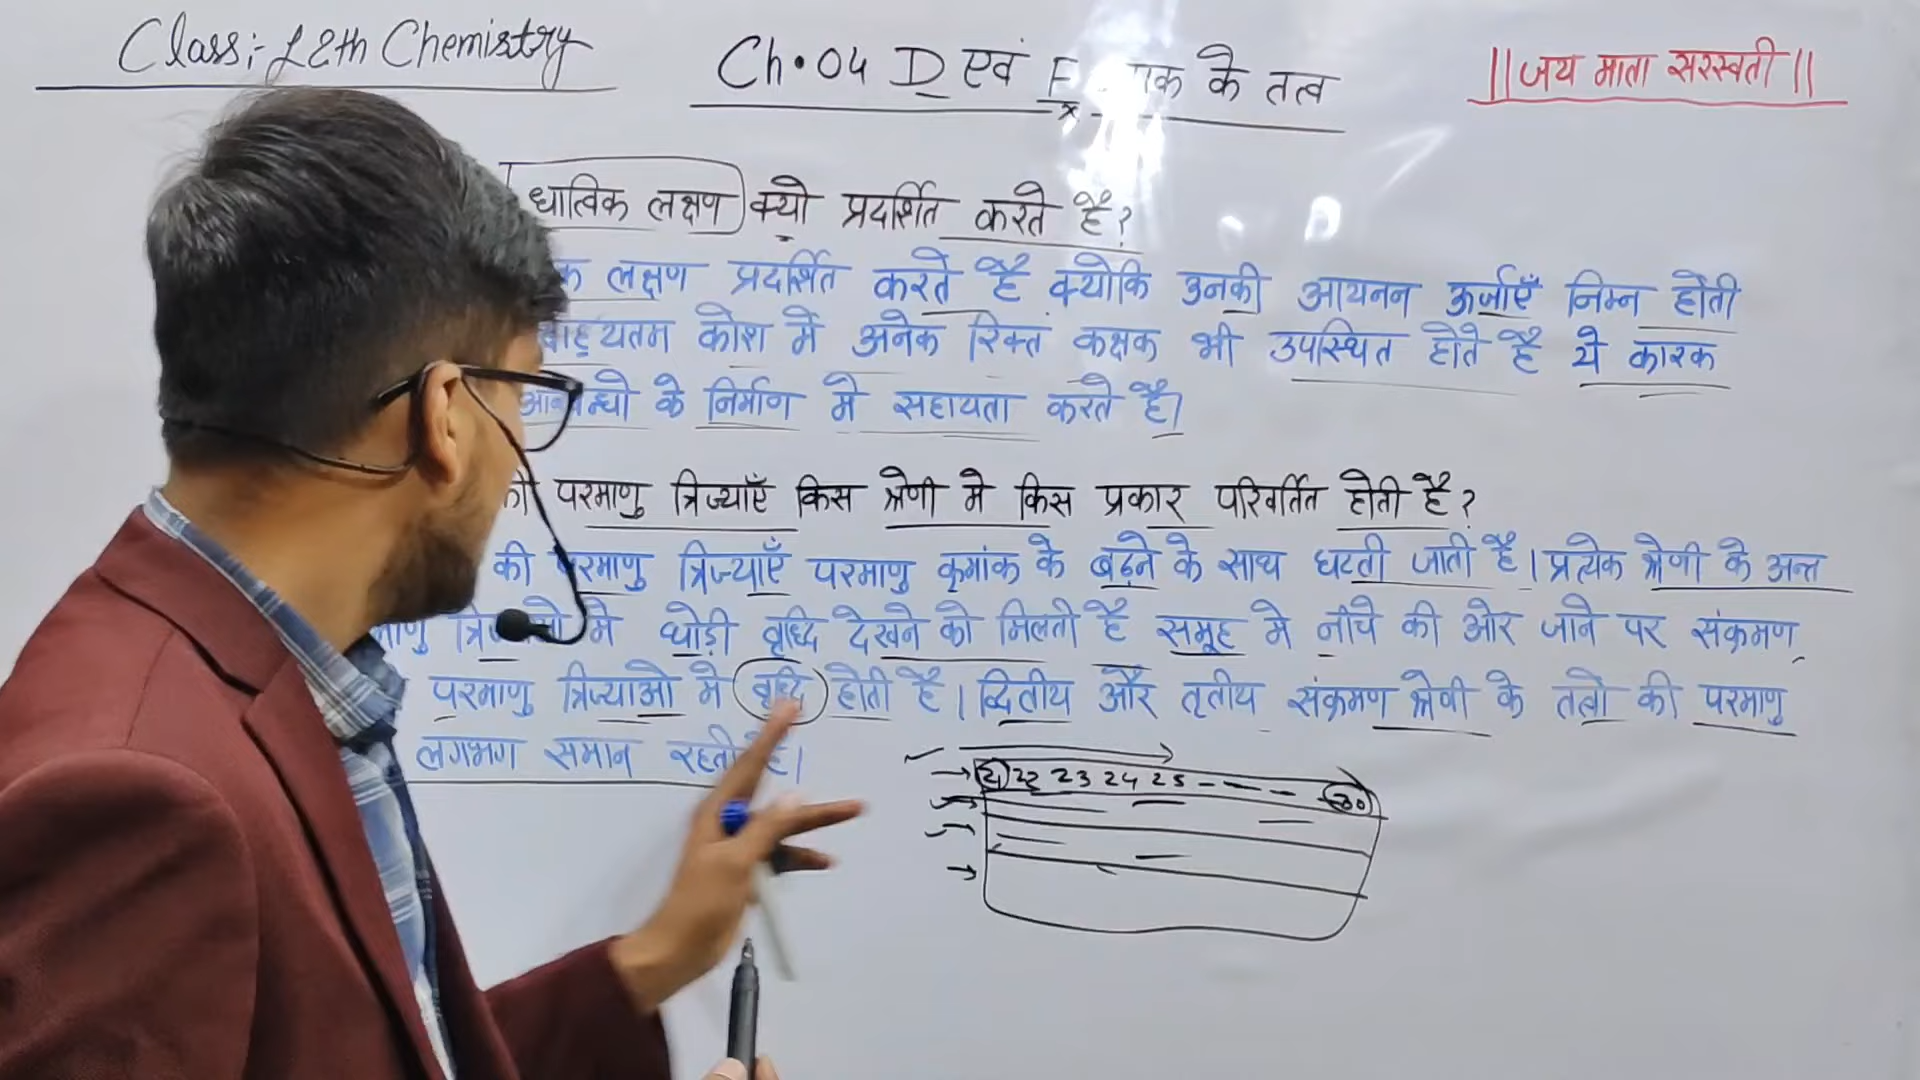 Class:- 12th Chemistry
Ch.04 D एवं F के तत्व
||जय माता सरस्वती||
धात्विक लक्षण क्यो प्रदर्शित करते है?
लक्षण प्रदर्शित करते है क्योकि उनकी आयनन ऊर्जाएँ निम्न होती
बाह्यतम कोश मे अनेक रिक्त कक्षक भी उपस्थित होते है ये कारक
के निर्माण मे सहायता करते है।
की परमाणु त्रिज्याएँ किस श्रेणी मे किस प्रकार परिवर्तित होती है?
की परमाणु त्रिज्याएँ परमाणु कृमांक के बढ़ने के साथ घटती जाती है। प्रत्येक श्रेणी के अन्त
मे थोड़ी वृध्दि देखने को मिलती है समूह मे नीचे की ओर जाने पर संक्रमण
परमाणु त्रिज्याओ मे वृध्दि होती है। द्वितीय और तृतीय संक्रमण श्रेणी के तत्वो की परमाणु
लगभग समान रहती है।
21 22 23 24 25 - - - 30